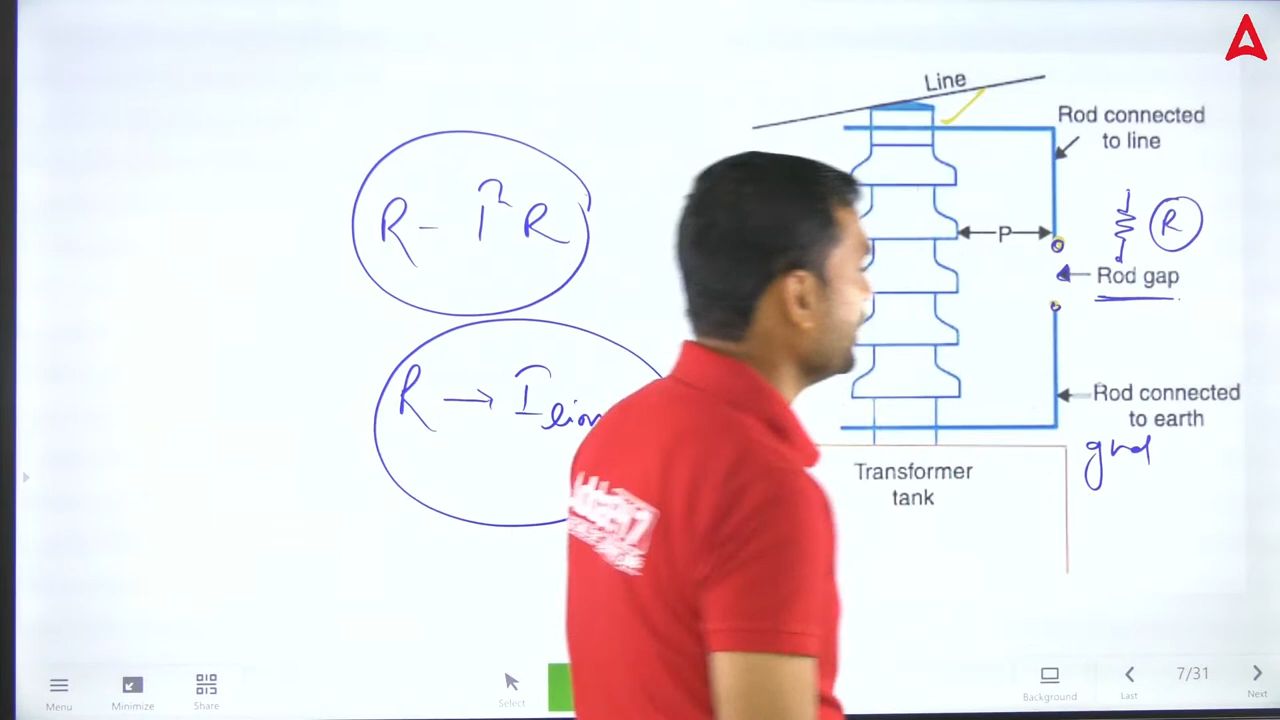 Line
Rod connected
to line
R – I²R
R
P
Rod gap
R →
Rod connected
to earth
gnd
Transformer
tank
Menu
Minimize
Share
Select
Background
Last
7/31
Next